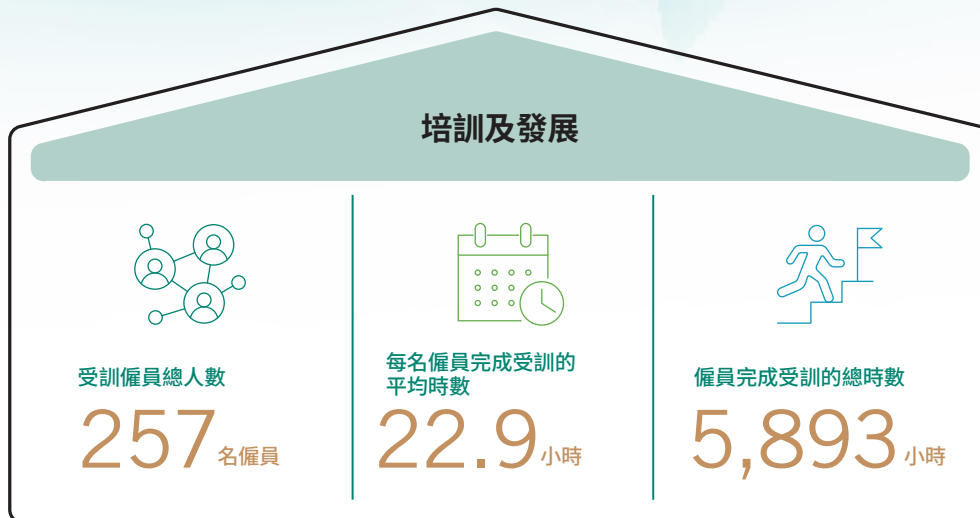 培訓及發展
受訓僱員總人數
257名僱員
每名僱員完成受訓的
平均時數
22.9小時
僱員完成受訓的總時數
5,893小時